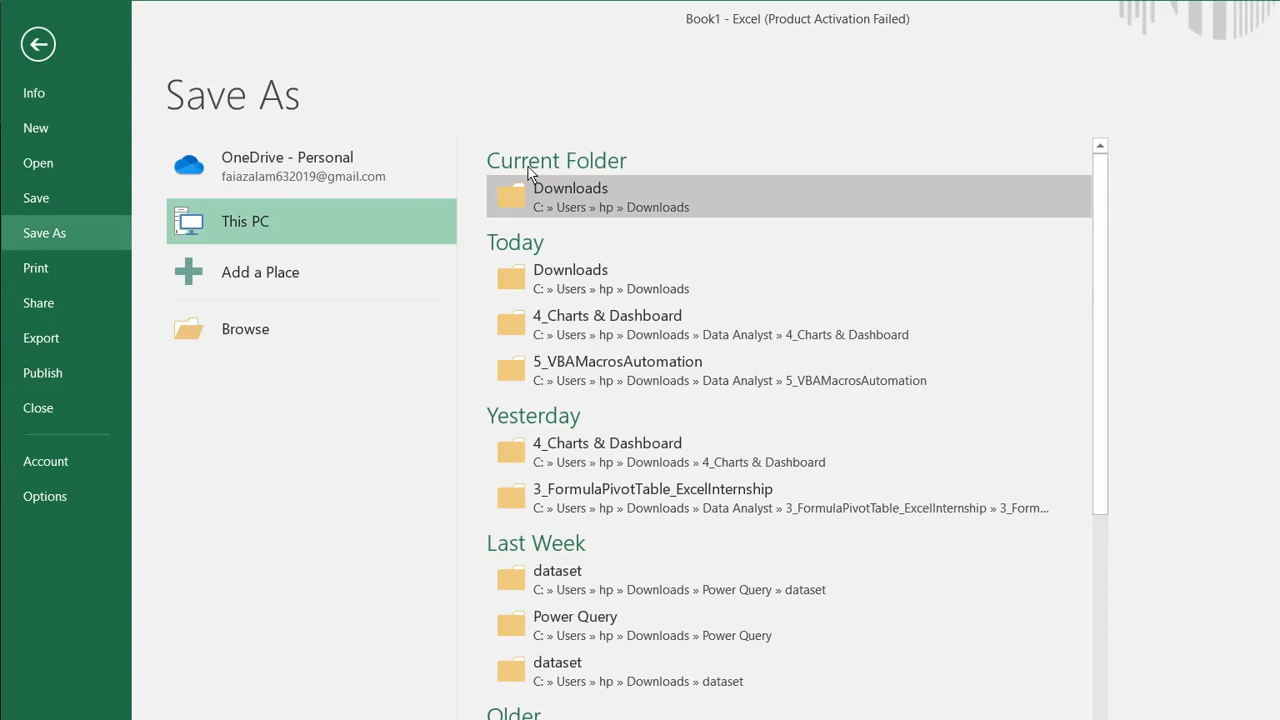 Book1 - Excel (Product Activation Failed)
Info
New
Open
Save
Save As
Print
Share
Export
Publish
Close
Account
Options
Save As
OneDrive - Personal
faiazalam632019@gmail.com
This PC
Add a Place
Browse
Current Folder
Downloads
C: » Users » hp » Downloads
Today
Downloads
C: » Users » hp » Downloads
4_Charts & Dashboard
C: » Users » hp » Downloads » Data Analyst » 4_Charts & Dashboard
5_VBAMacrosAutomation
C: » Users » hp » Downloads » Data Analyst » 5_VBAMacrosAutomation
Yesterday
4_Charts & Dashboard
C: » Users » hp » Downloads » 4_Charts & Dashboard
3_FormulaPivotTable_ExcelInternship
C: » Users » hp » Downloads » Data Analyst » 3_FormulaPivotTable_ExcelInternship » 3_Form...
Last Week
dataset
C: » Users » hp » Downloads » Power Query » dataset
Power Query
C: » Users » hp » Downloads » Power Query
dataset
C: » Users » hp » Downloads » dataset
Older